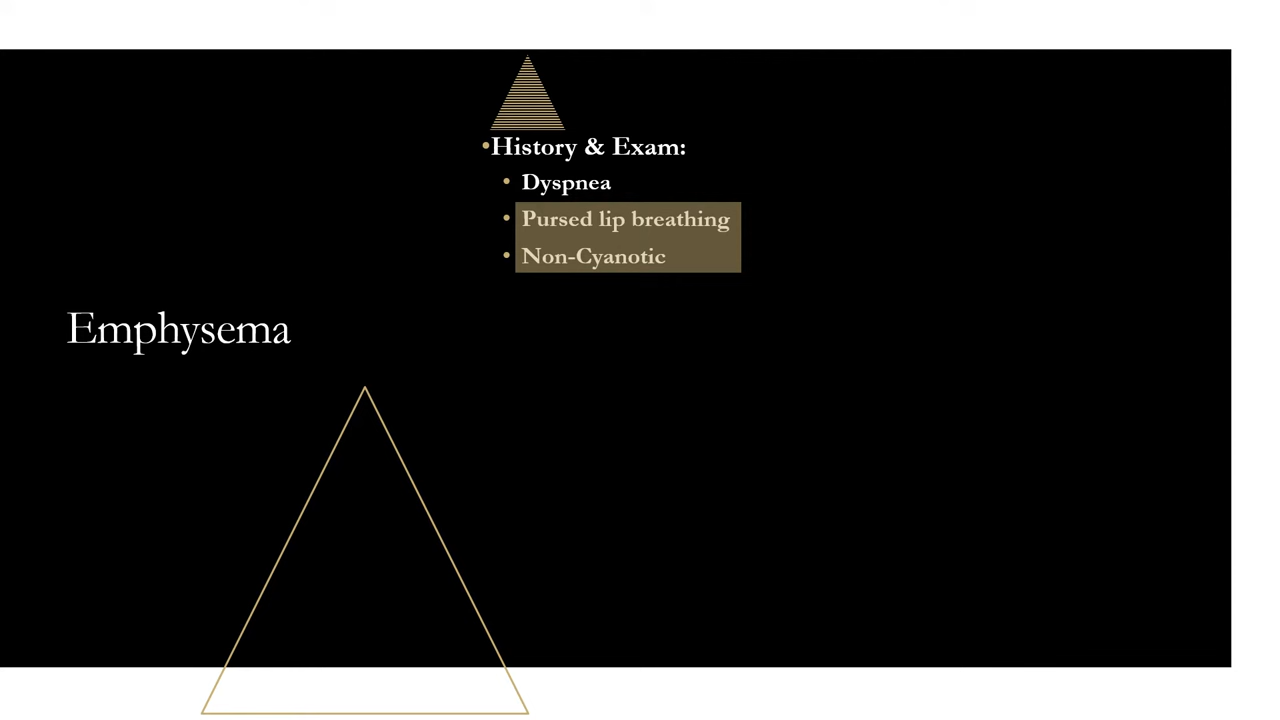 •History & Exam:
• Dyspnea
• Pursed lip breathing
• Non-Cyanotic
Emphysema